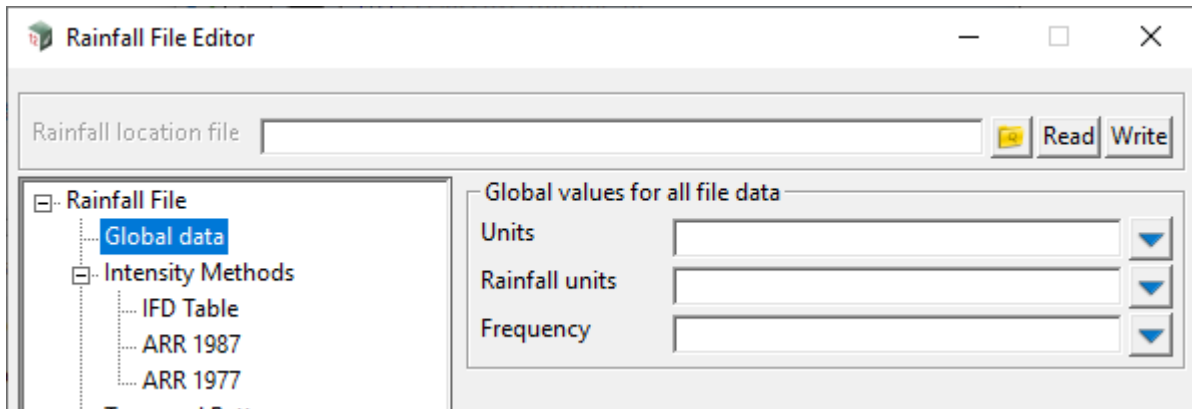 Rainfall File Editor
Rainfall location file
Read
Write
Rainfall File
Global data
Intensity Methods
IFD Table
ARR 1987
ARR 1977
Global values for all file data
Units
Rainfall units
Frequency